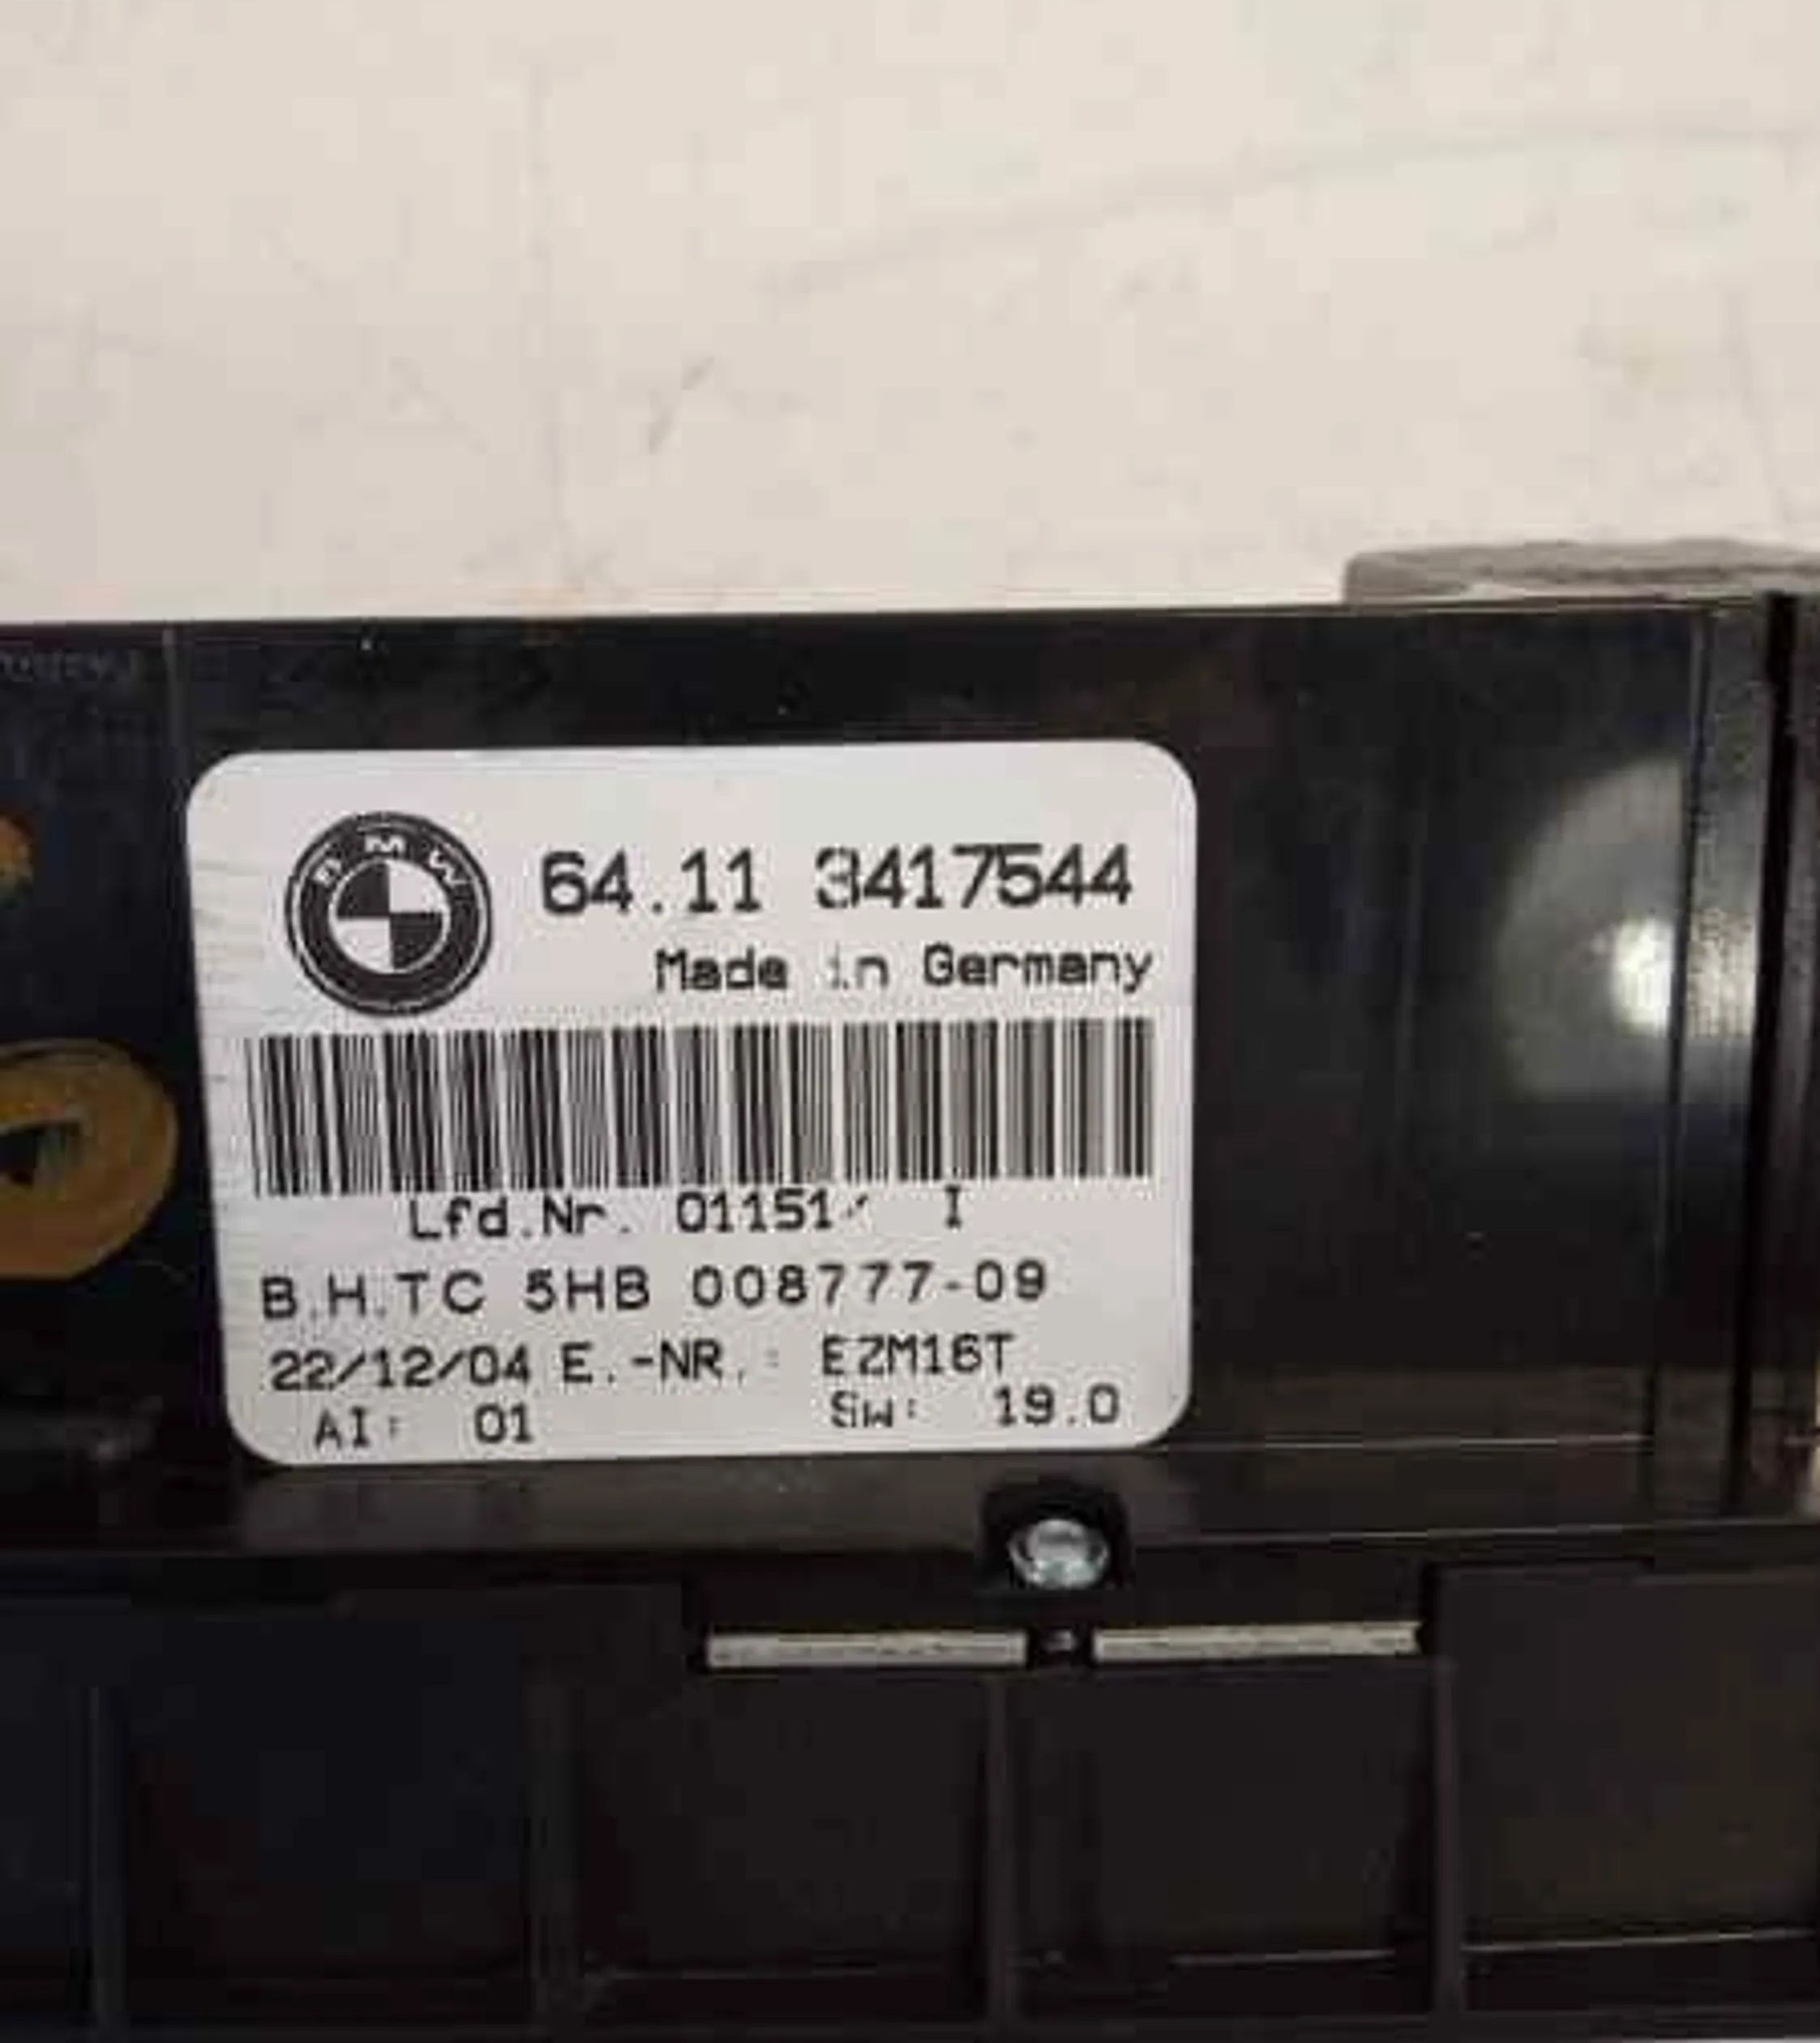 BMW
64.11 3417544
Made in Germany
Lfd.Nr. 01151 I
B.H.TC 5HB 008777-09
22/12/04 E.-NR.: EZM16T
AI: 01 SW: 19.0